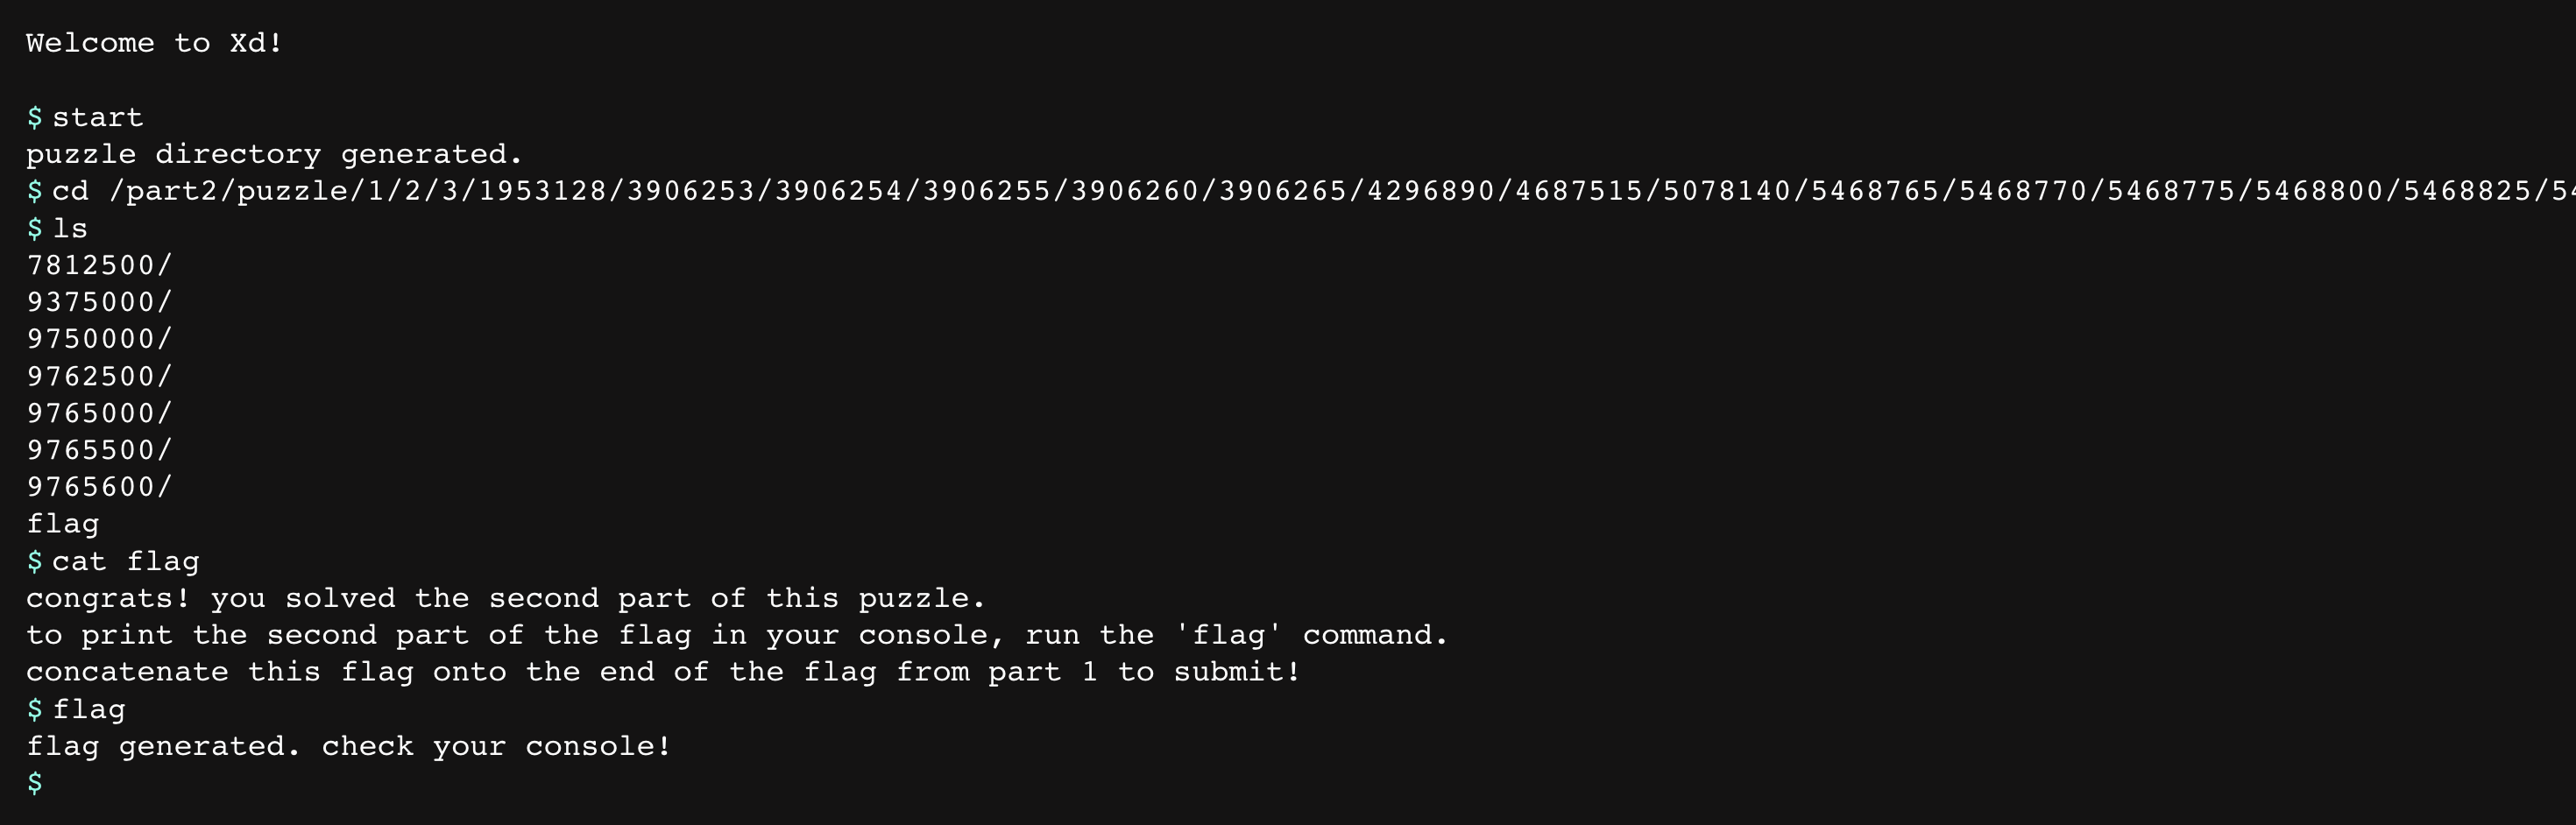 Welcome to Xd!
$ start
puzzle directory generated.
$ cd /part2/puzzle/1/2/3/1953128/3906253/3906254/3906255/3906260/3906265/4296890/4687515/5078140/5468765/5468770/5468775/5468800/5468825/54
$ ls
7812500/
9375000/
9750000/
9762500/
9765000/
9765500/
9765600/
flag
$ cat flag
congrats! you solved the second part of this puzzle.
to print the second part of the flag in your console, run the 'flag' command.
concatenate this flag onto the end of the flag from part 1 to submit!
$ flag
flag generated. check your console!
$